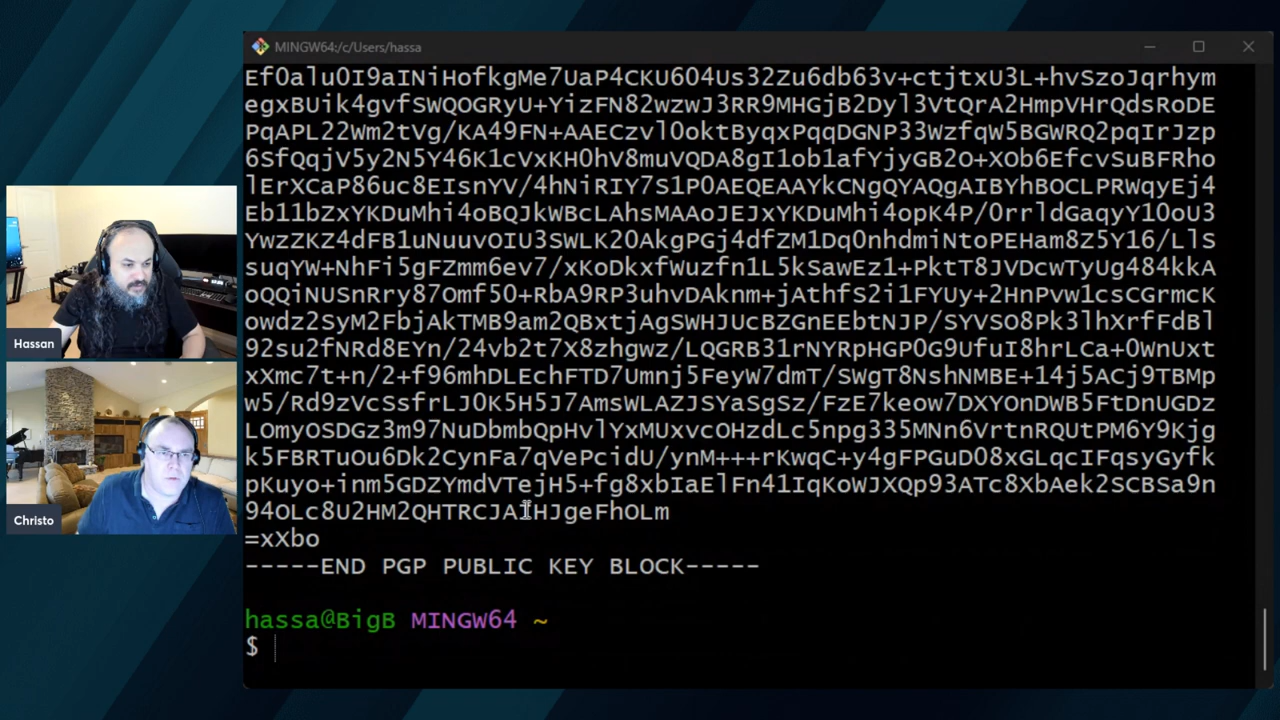 MINGW64:/c/Users/hassa
Ef0alu0I9aINiHofkgMe7UaP4CKU604Us32Zu6db63v+ctjtxU3L+hvSzoJqrhym
egxBUik4gvfSWQOGRyU+YizFN82wzwJ3RR9MHGjB2Dyl3VtQrA2HmpVHrQdsRoDE
PqAPL22Wm2tVg/KA49FN+AAECzvl0oktByqxPqqDGNP33WzfqW5BGWRQ2pqIrJzp
6SfQqjV5y2N5Y46K1cVxKH0hV8muVQDA8gI1ob1afYjyGB2O+XOb6EfcvSuBFRho
lErXCaP86uc8EIsnYV/4hNiRIY7S1P0AEQEAAYkCNgQYAQgAIBYhBOCLPRWqyEj4
Eb11bZxYKDuMhi4oBQJkWBcLAhsMAAoJEJxYKDuMhi4opK4P/0rrldGaqyY10oU3
YwzZKZ4dFB1uNuuvOIU3SWLK20AkgPGj4dfZM1Dq0nhdmiNtoPEHam8Z5Y16/LlS
suqYW+NhFi5gFZmm6ev7/xKoDkxfWuzfn1L5kSawEz1+PktT8JVDcwTyUg484kkA
oQQiNUSnRry87Omf50+RbA9RP3uhvDAknm+jAthfS2i1FYUy+2HnPvw1csCGrmcK
owdz2SyM2FbjAkTMB9am2QBxtjAgSWHJUcBZGnEEbtNJP/SYVSO8Pk3lhXrfFdBl
92su2fNRd8EYn/24vb2t7X8zhgwz/LQGRB31rNYRpHGP0G9UfuI8hrLCa+0WnUxt
xXmc7t+n/2+f96mhDLEchFTD7Umnj5FeyW7dmT/SWgT8NshNMBE+14j5ACj9TBMp
w5/Rd9zVcSsfrLJ0K5H5J7AmsWLAZJSYaSgSz/FzE7keow7DXYOnDWB5FtDnUGDz
LOmyOSDGz3m97NuDbmbQpHvlYxMUxvcOHzdLc5npg335MNn6VrtnRQUtPM6Y9Kjg
k5FBRTuOu6Dk2CynFa7qVePcidU/ynM+++rKwqC+y4gFPGuD08xGLqcIFqsyGyfk
pKuyo+inm5GDZYmdVTejH5+fg8xbIaElFn41IqKoWJXQp93ATc8XbAek2SCBSa9n
94OLc8U2HM2QHTRCJAIHJgeFhOLm
=xXbo
-----END PGP PUBLIC KEY BLOCK-----
hassa@BigB MINGW64 ~
$
Hassan
Christo